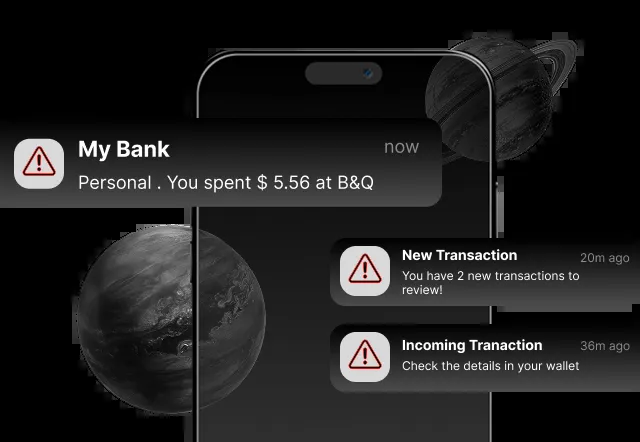 My Bank
now
Personal . You spent $ 5.56 at B&Q
New Transaction
20m ago
You have 2 new transactions to
review!
Incoming Tranaction
36m ago
Check the details in your wallet